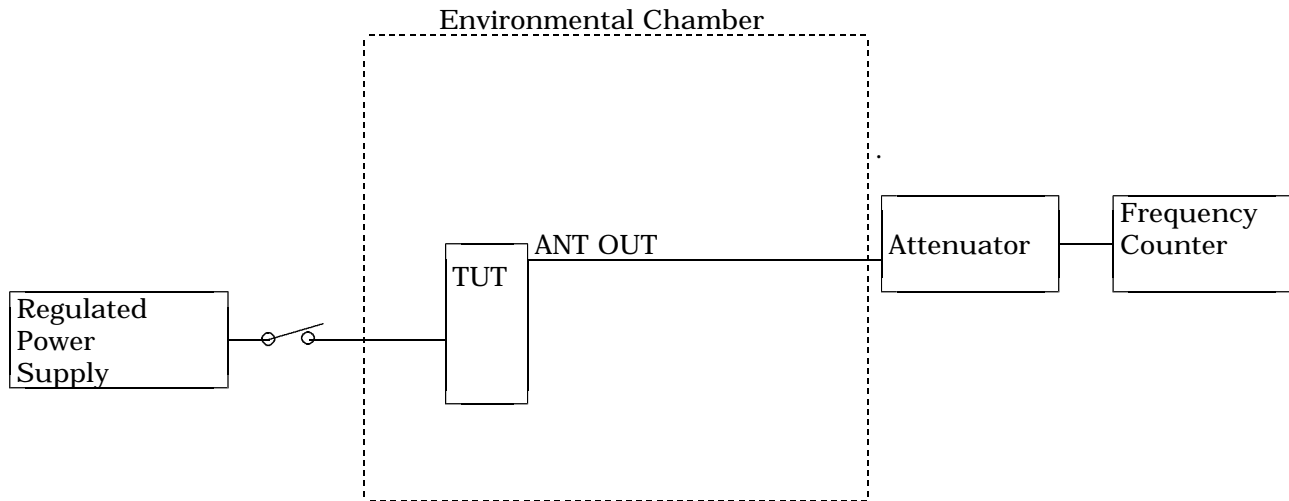 Environmental Chamber
ANT OUT
TUT
Regulated
Power
Supply
Attenuator
Frequency
Counter